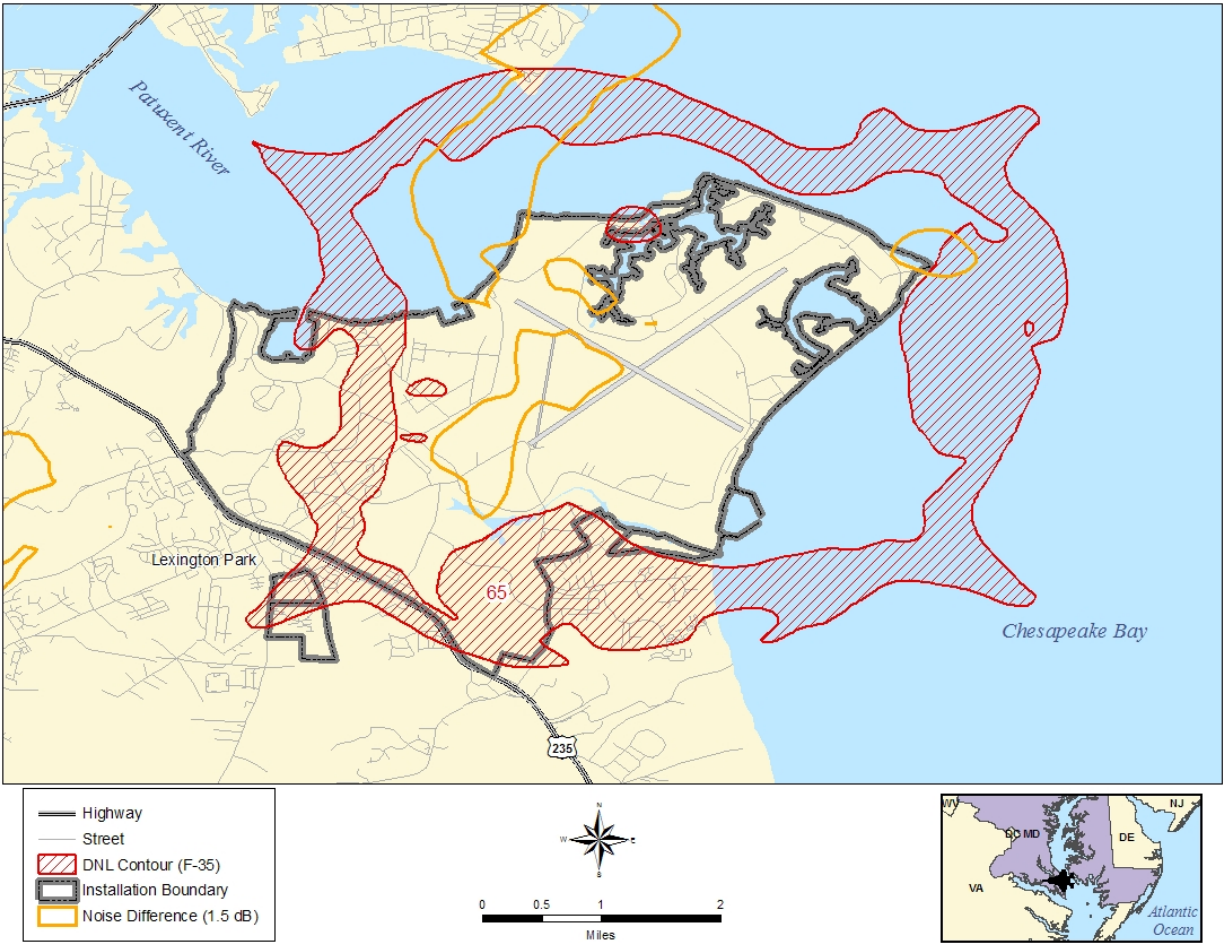 Patuxent River
Lexington Park
65
Chesapeake Bay
235
Highway
Street
DNL Contour (F-35)
Installation Boundary
Noise Difference (1.5 dB)
N
W
E
S
0 0.5 1 2
Miles
WV
NJ
DC MD
DE
VA
Atlantic
Ocean